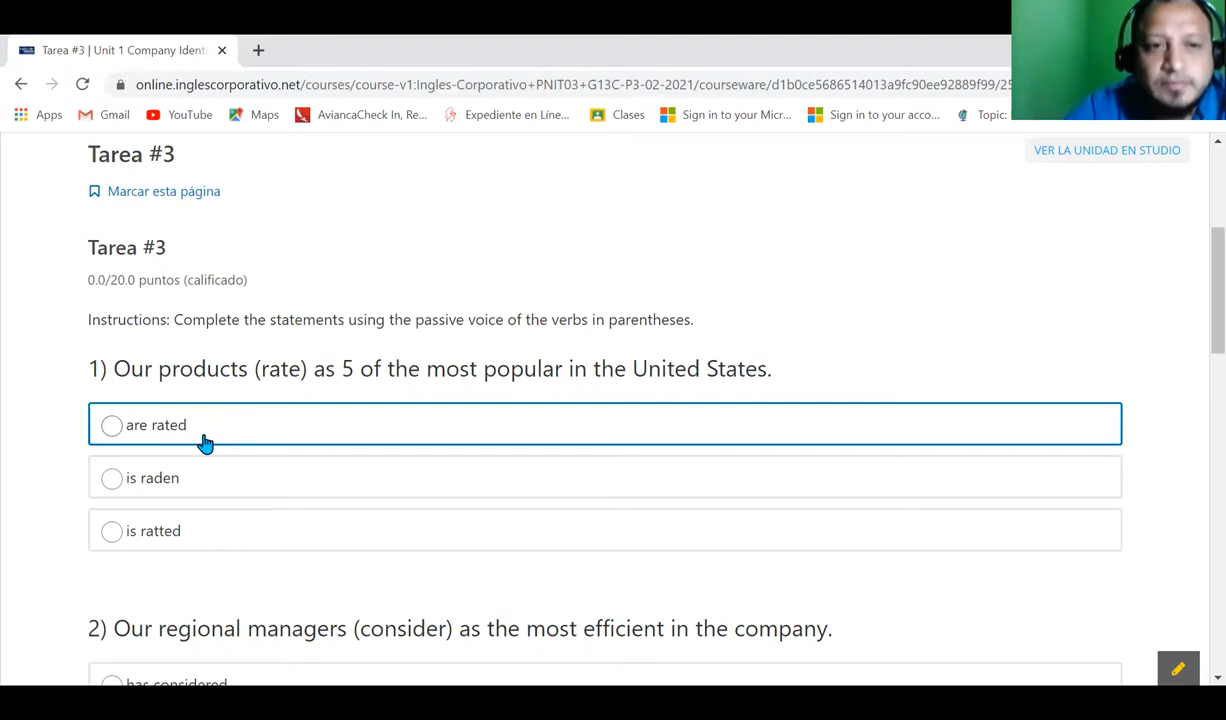 Tarea #3 | Unit 1 Company Identi
online.inglescorporativo.net/courses/course-v1:Ingles-Corporativo+PNIT03+G13C-P3-02-2021/courseware/d1b0ce5686514013a9fc90ee92889f99/25
Apps Gmail YouTube Maps AviancaCheck In, Re... Expediente en Líne... Clases Sign in to your Micr... Sign in to your acco... Topic:
Tarea #3
VER LA UNIDAD EN STUDIO
Marcar esta página
Tarea #3
0.0/20.0 puntos (calificado)
Instructions: Complete the statements using the passive voice of the verbs in parentheses.
1) Our products (rate) as 5 of the most popular in the United States.
are rated
is raden
is ratted
2) Our regional managers (consider) as the most efficient in the company.
has considered